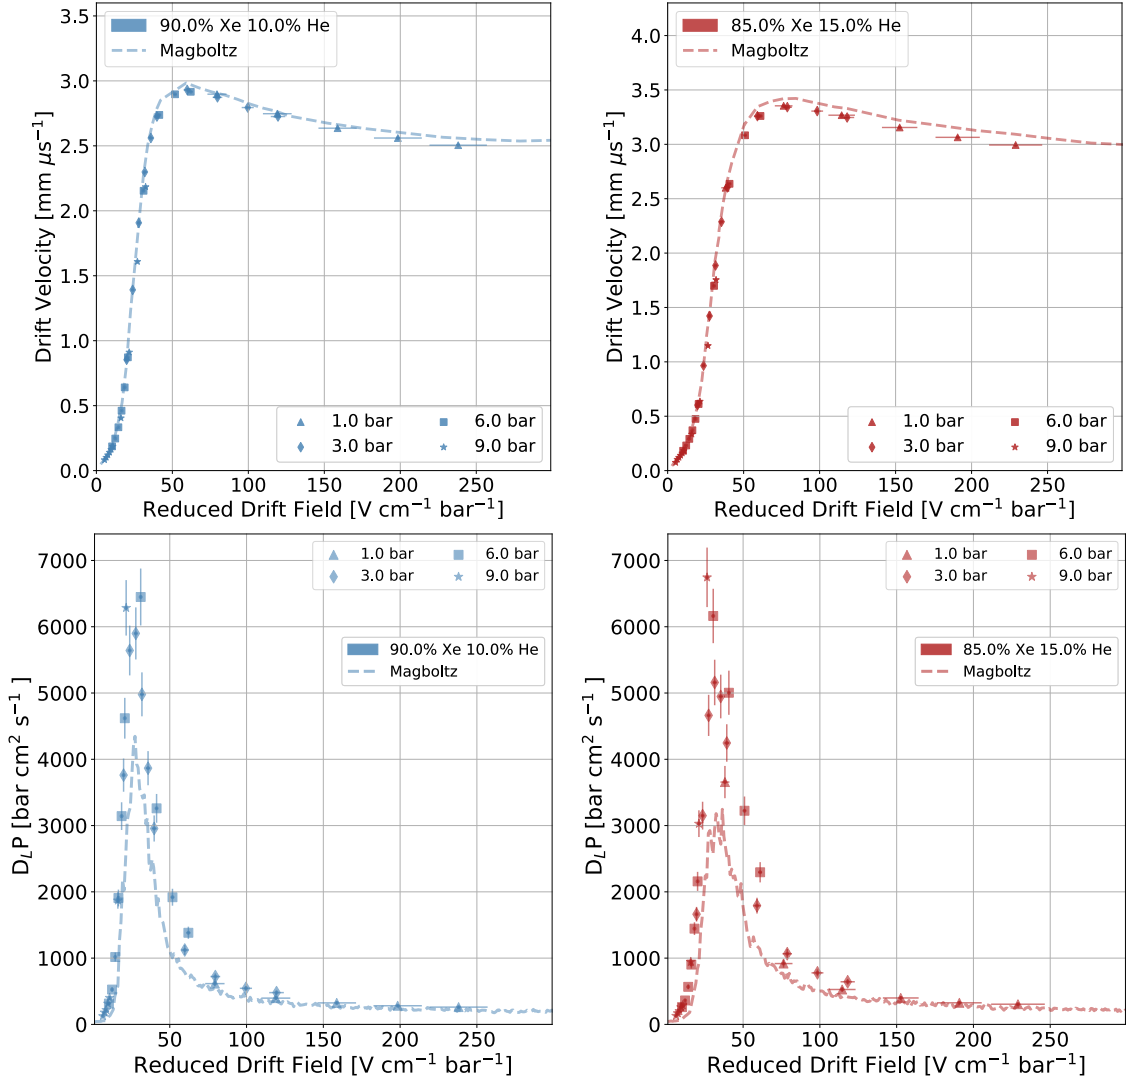 90.0% Xe 10.0% He
Magboltz
3.5
3.0
2.5
2.0
1.5
1.0
0.5
0.0
Drift Velocity [mm μs⁻¹]
1.0 bar
6.0 bar
3.0 bar
9.0 bar
0
50
100
150
200
250
Reduced Drift Field [V cm⁻¹ bar⁻¹]
85.0% Xe 15.0% He
Magboltz
4.0
3.5
3.0
2.5
2.0
1.5
1.0
0.5
0.0
Drift Velocity [mm μs⁻¹]
1.0 bar
6.0 bar
3.0 bar
9.0 bar
0
50
100
150
200
250
Reduced Drift Field [V cm⁻¹ bar⁻¹]
1.0 bar
6.0 bar
3.0 bar
9.0 bar
90.0% Xe 10.0% He
Magboltz
7000
6000
5000
4000
3000
2000
1000
0
D_LP [bar cm² s⁻¹]
0
50
100
150
200
250
Reduced Drift Field [V cm⁻¹ bar⁻¹]
1.0 bar
6.0 bar
3.0 bar
9.0 bar
85.0% Xe 15.0% He
Magboltz
7000
6000
5000
4000
3000
2000
1000
0
D_LP [bar cm² s⁻¹]
0
50
100
150
200
250
Reduced Drift Field [V cm⁻¹ bar⁻¹]